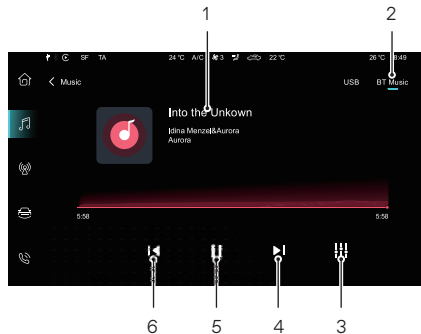 1
2
SF TA 24 °C A/C 3 22 °C 26 °C 8:49
Music
USB BT Music
Into the Unkown
Idina Menzel&Aurora
Aurora
5:58 5:58
6 5 4 3